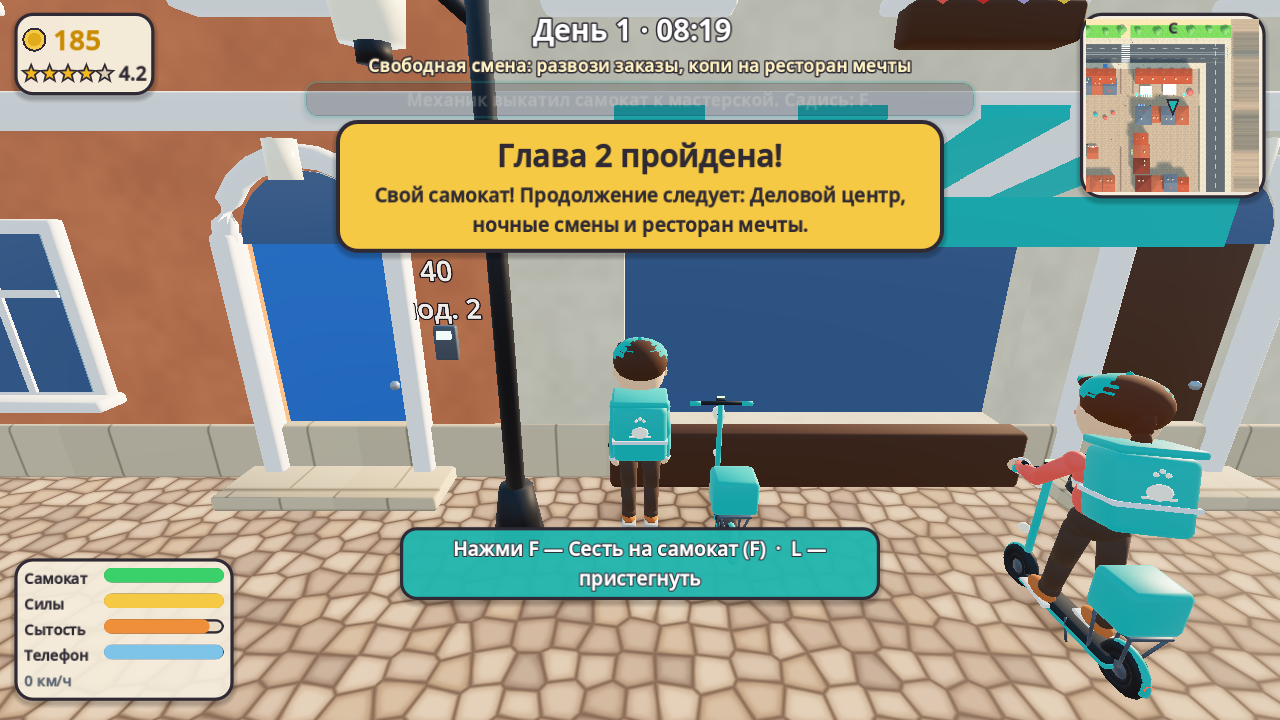 185
4.2
День 1 · 08:19
Свободная смена: развози заказы, копи на ресторан мечты
Механик выкатил самокат к мастерской. Садись: F.
Глава 2 пройдена!
Свой самокат! Продолжение следует: Деловой центр,
ночные смены и ресторан мечты.
С
40
од. 2
Нажми F — Сесть на самокат (F) · L —
пристегнуть
Самокат
Силы
Сытость
Телефон
0 км/ч